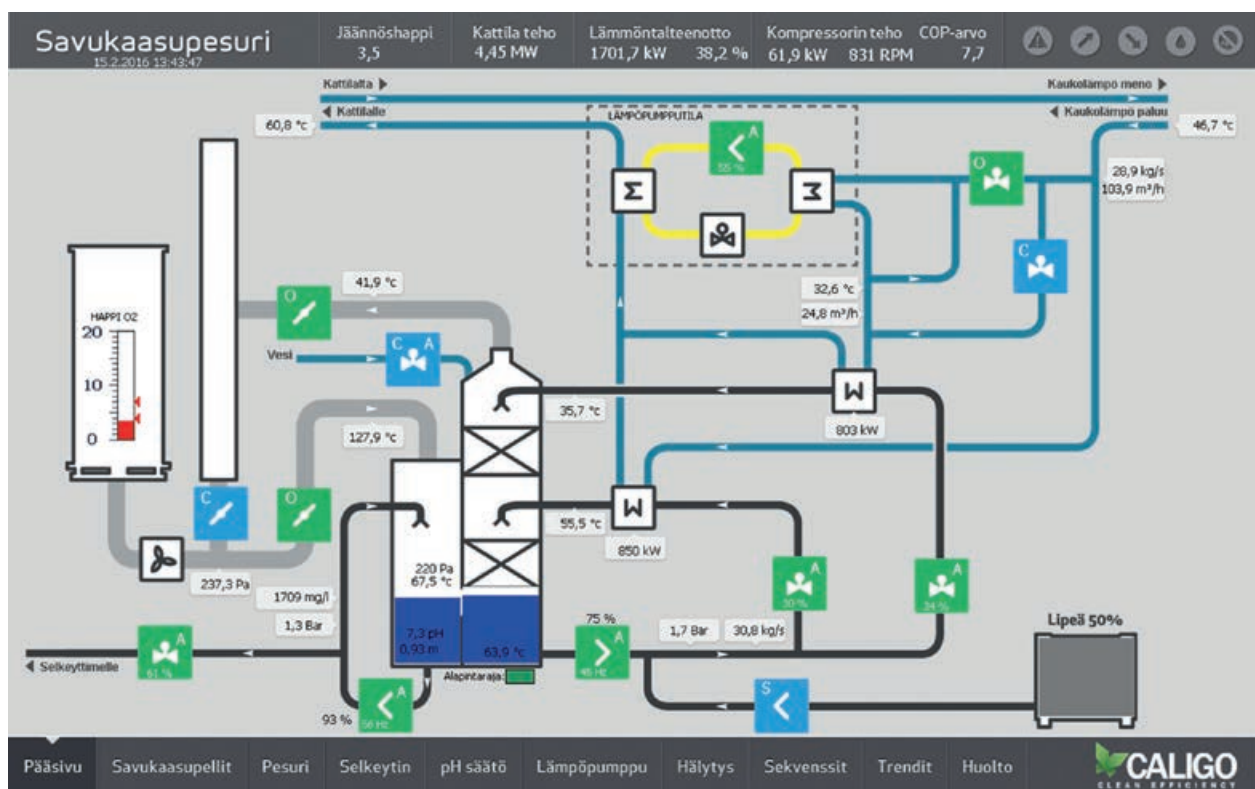 Savukaasupesuri
15.2.2016 13:43:47
Jäännöshappi
3,5
Kattila teho
4,45 MW
Lämmöntalteenotto
1701,7 kW 38,2 %
Kompressorin teho
61,9 kW 831 RPM
COP-arvo
7,7
Kattilalta
Kaukolämpö meno
Kattilalle
Kaukolämpö paluu
60,8 °c
46,7 °c
LÄMPÖPUMPPUTILA
A
55 %
O
28,9 kg/s
103,9 m³/h
C
41,9 °c
32,6 °c
24,8 m³/h
O
HAPPI O2
20
10
0
Vesi
C A
35,7 °c
803 kW
127,9 °c
C
O
55,5 °c
850 kW
237,3 Pa
220 Pa
67,5 °c
1709 mg/l
1,3 Bar
A
30 %
A
34 %
7,3 pH
0,93 m
63,9 °c
75 %
A
45 Hz
1,7 Bar
30,8 kg/s
Lipeä 50%
A
61 %
Selkeyttimelle
Alapintaraja:
93 %
A
56 Hz
S
Pääsivu Savukaasupellit Pesuri Selkeytin pH säätö Lämpöpumppu Hälytys Sekvenssit Trendit Huolto
CALIGO
CLEAN EFFICIENCY